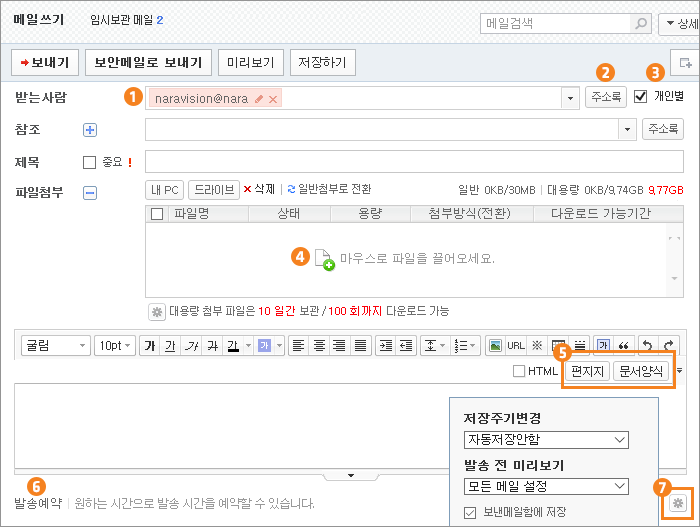 메일쓰기 임시보관 메일 2 메일검색 상세
보내기 보안메일로 보내기 미리보기 저장하기
2 3
받는사람 1 naravision@nara 주소록 개인별
참조 주소록
제목 중요 !
파일첨부 내 PC 드라이브 삭제 일반첨부로 전환 일반 0KB/30MB 대용량 0KB/9,74GB 9,77GB
파일명 상태 용량 첨부방식(전환) 다운로드 가능기간
4 마우스로 파일을 끌어오세요.
대용량 첨부 파일은 10 일간 보관 / 100 회까지 다운로드 가능
굴림 10pt 가 가 가 가 가 가 URL ※ 가
5
HTML 편지지 문서양식
저장주기변경
자동저장안함
발송 전 미리보기
6 7
모든 메일 설정
발송예약 원하는 시간으로 발송 시간을 예약할 수 있습니다.
보낸메일함에 저장